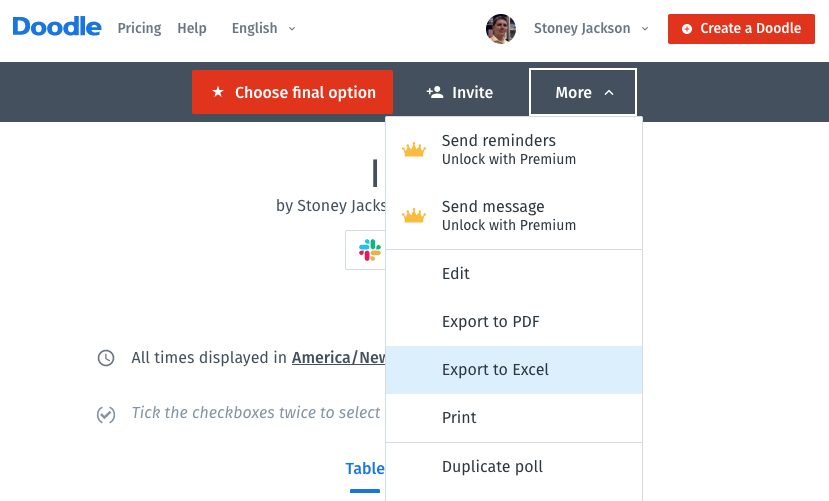 Doodle Pricing Help English Stoney Jackson Create a Doodle
Choose final option Invite More
Send reminders
Unlock with Premium
by Stoney Jacks
Send message
Unlock with Premium
Edit
Export to PDF
All times displayed in America/New
Export to Excel
Tick the checkboxes twice to select
Print
Table
Duplicate poll